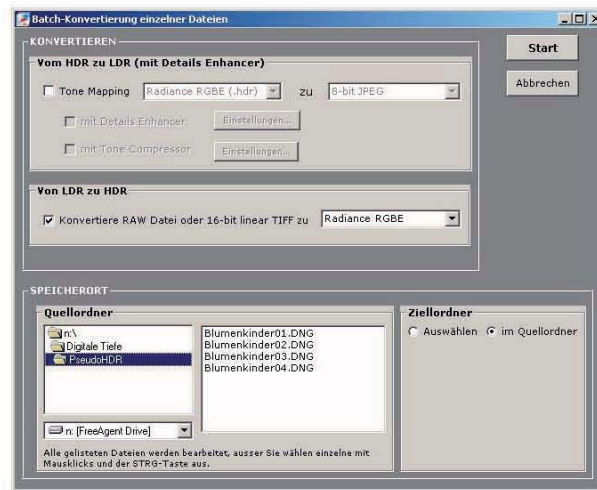 Batch-Konvertierung einzelner Dateien
KONVERTIEREN
Start
Abbrechen
Vom HDR zu LDR (mit Details Enhancer)
Tone Mapping Radiance RGBE (.hdr) zu 8-bit JPEG
mit Details Enhancer Einstellungen...
mit Tone Compressor Einstellungen...
Von LDR zu HDR
Konvertiere RAW Datei oder 16-bit linear TIFF zu Radiance RGBE
SPEICHERORT
Quellordner
n:\
Digitale Tiefe
PseudoHDR
n: [FreeAgent Drive]
Blumenkinder01.DNG
Blumenkinder02.DNG
Blumenkinder03.DNG
Blumenkinder04.DNG
Alle gelisteten Dateien werden bearbeitet, ausser Sie wählen einzelne mit
Mausklicks und der STRG-Taste aus.
Ziellordner
Auswählen im Quellordner